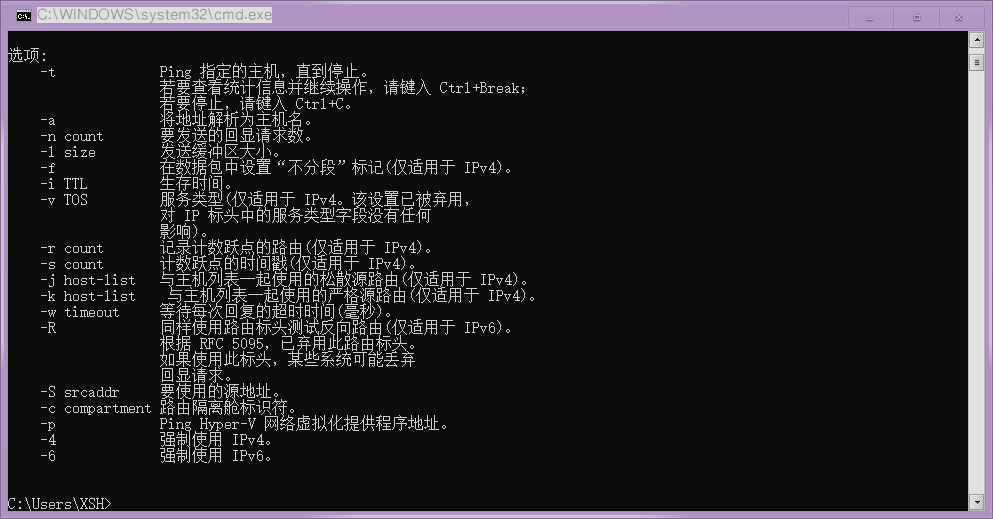 C:\WINDOWS\system32\cmd.exe
选项:
-t Ping 指定的主机，直到停止。
若要查看统计信息并继续操作，请键入 Ctrl+Break；
若要停止，请键入 Ctrl+C。
-a 将地址解析为主机名。
-n count 要发送的回显请求数。
-l size 发送缓冲区大小。
-f 在数据包中设置“不分段”标记(仅适用于 IPv4)。
-i TTL 生存时间。
-v TOS 服务类型(仅适用于 IPv4。该设置已被弃用，
对 IP 标头中的服务类型字段没有任何
影响)。
-r count 记录计数跃点的路由(仅适用于 IPv4)。
-s count 计数跃点的时间戳(仅适用于 IPv4)。
-j host-list 与主机列表一起使用的松散源路由(仅适用于 IPv4)。
-k host-list 与主机列表一起使用的严格源路由(仅适用于 IPv4)。
-w timeout 等待每次回复的超时时间(毫秒)。
-R 同样使用路由标头测试反向路由(仅适用于 IPv6)。
根据 RFC 5095，已弃用此路由标头。
如果使用此标头，某些系统可能丢弃
回显请求。
-S srcaddr 要使用的源地址。
-c compartment 路由隔离舱标识符。
-p Ping Hyper-V 网络虚拟化提供程序地址。
-4 强制使用 IPv4。
-6 强制使用 IPv6。
C:\Users\XSH>